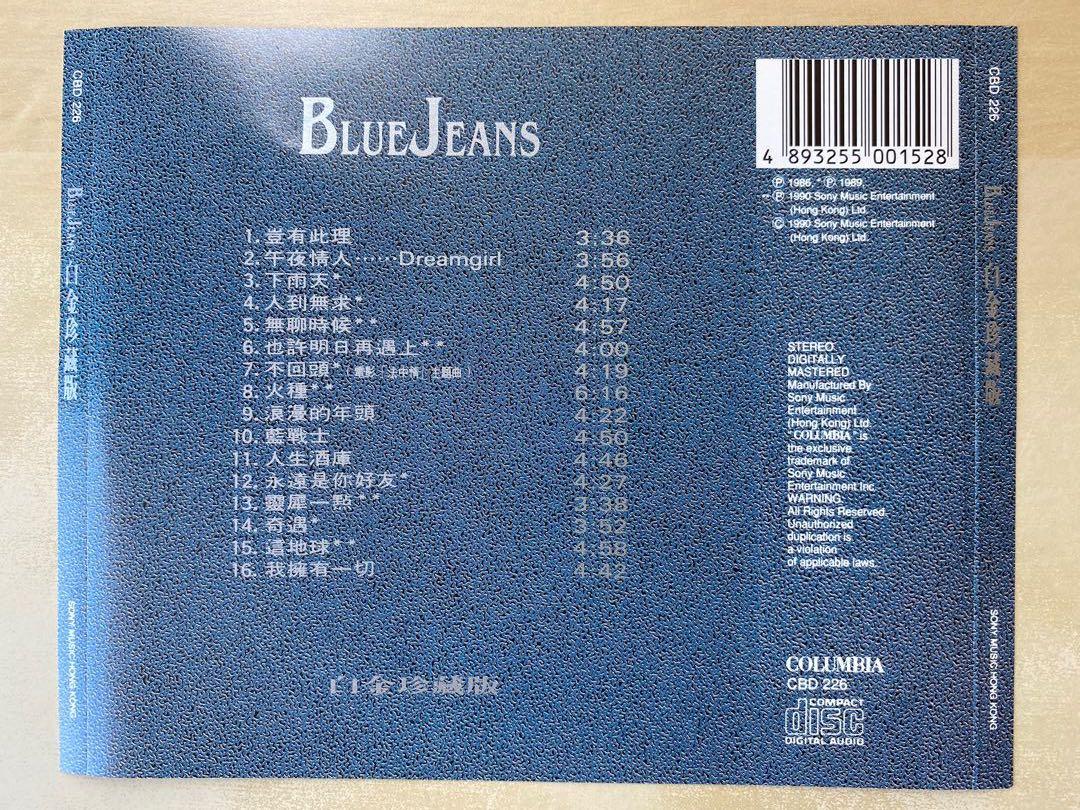 CBD 226
BlueJeans 白金珍藏版
SONY MUSIC HONG KONG
BLUEJEANS
1. 豈有此理 3:36
2. 午夜情人……Dreamgirl 3:56
3. 下雨天* 4:50
4. 人到無求* 4:17
5. 無聊時候** 4:57
6. 也許明日再遇上** 4:00
7. 不回頭*(電影「法中情」主題曲) 4:19
8. 火種** 6:16
9. 浪漫的年頭 4:22
10. 藍戰士 4:50
11. 人生酒庫 4:46
12. 永遠是你好友* 4:27
13. 靈犀一點** 3:38
14. 奇遇* 3:52
15. 這地球** 4:58
16. 我擁有一切 4:42
白金珍藏版
4 893255 001528
℗ 1986, *℗ 1989,
**℗ 1990 Sony Music Entertainment
(Hong Kong) Ltd.
© 1990 Sony Music Entertainment
(Hong Kong) Ltd.
STEREO
DIGITALLY
MASTERED
Manufactured By
Sony Music
Entertainment
(Hong Kong) Ltd.
"COLUMBIA" is
the exclusive
trademark of
Sony Music
Entertainment Inc.
WARNING:
All Rights Reserved.
Unauthorized
duplication is
a violation
of applicable laws.
COLUMBIA
CBD 226
COMPACT
disc
DIGITAL AUDIO
CBD 226
BlueJeans 白金珍藏版
SONY MUSIC HONG KONG